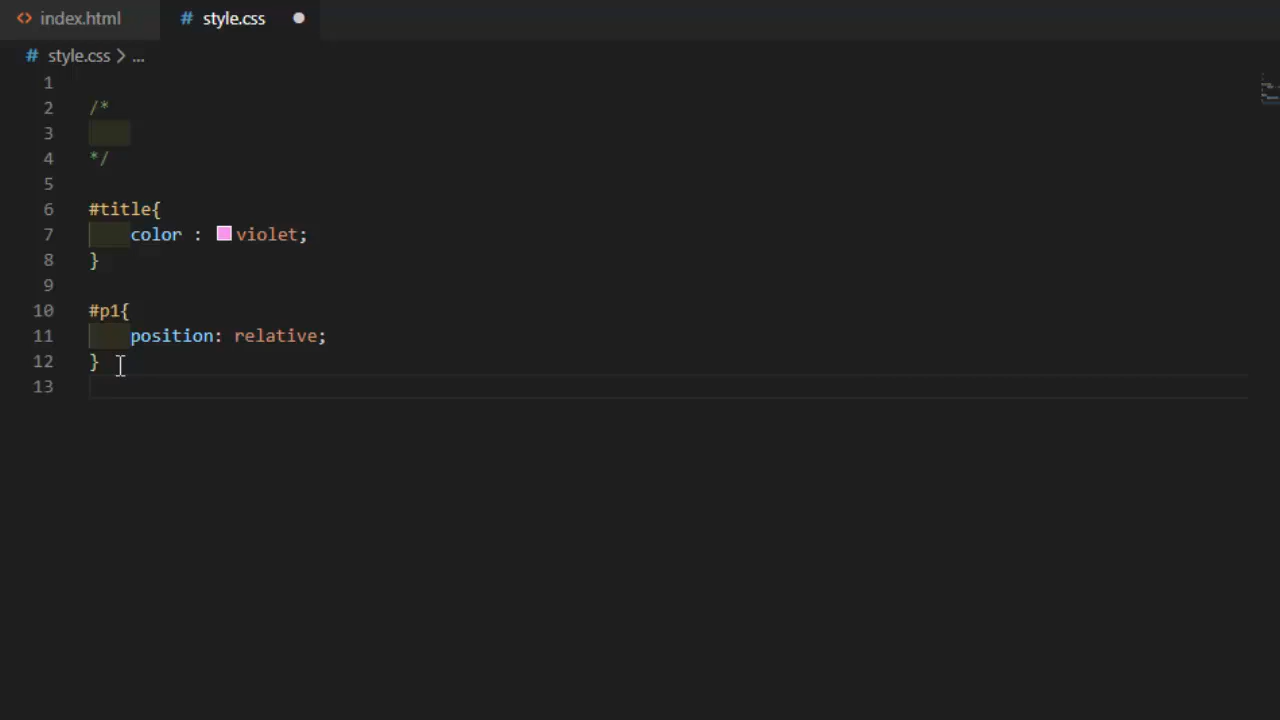 index.html style.css
# style.css > ...
1
2 /*
3
4 */
5
6 #title{
7 color : violet;
8 }
9
10 #p1{
11 position: relative;
12 }
13